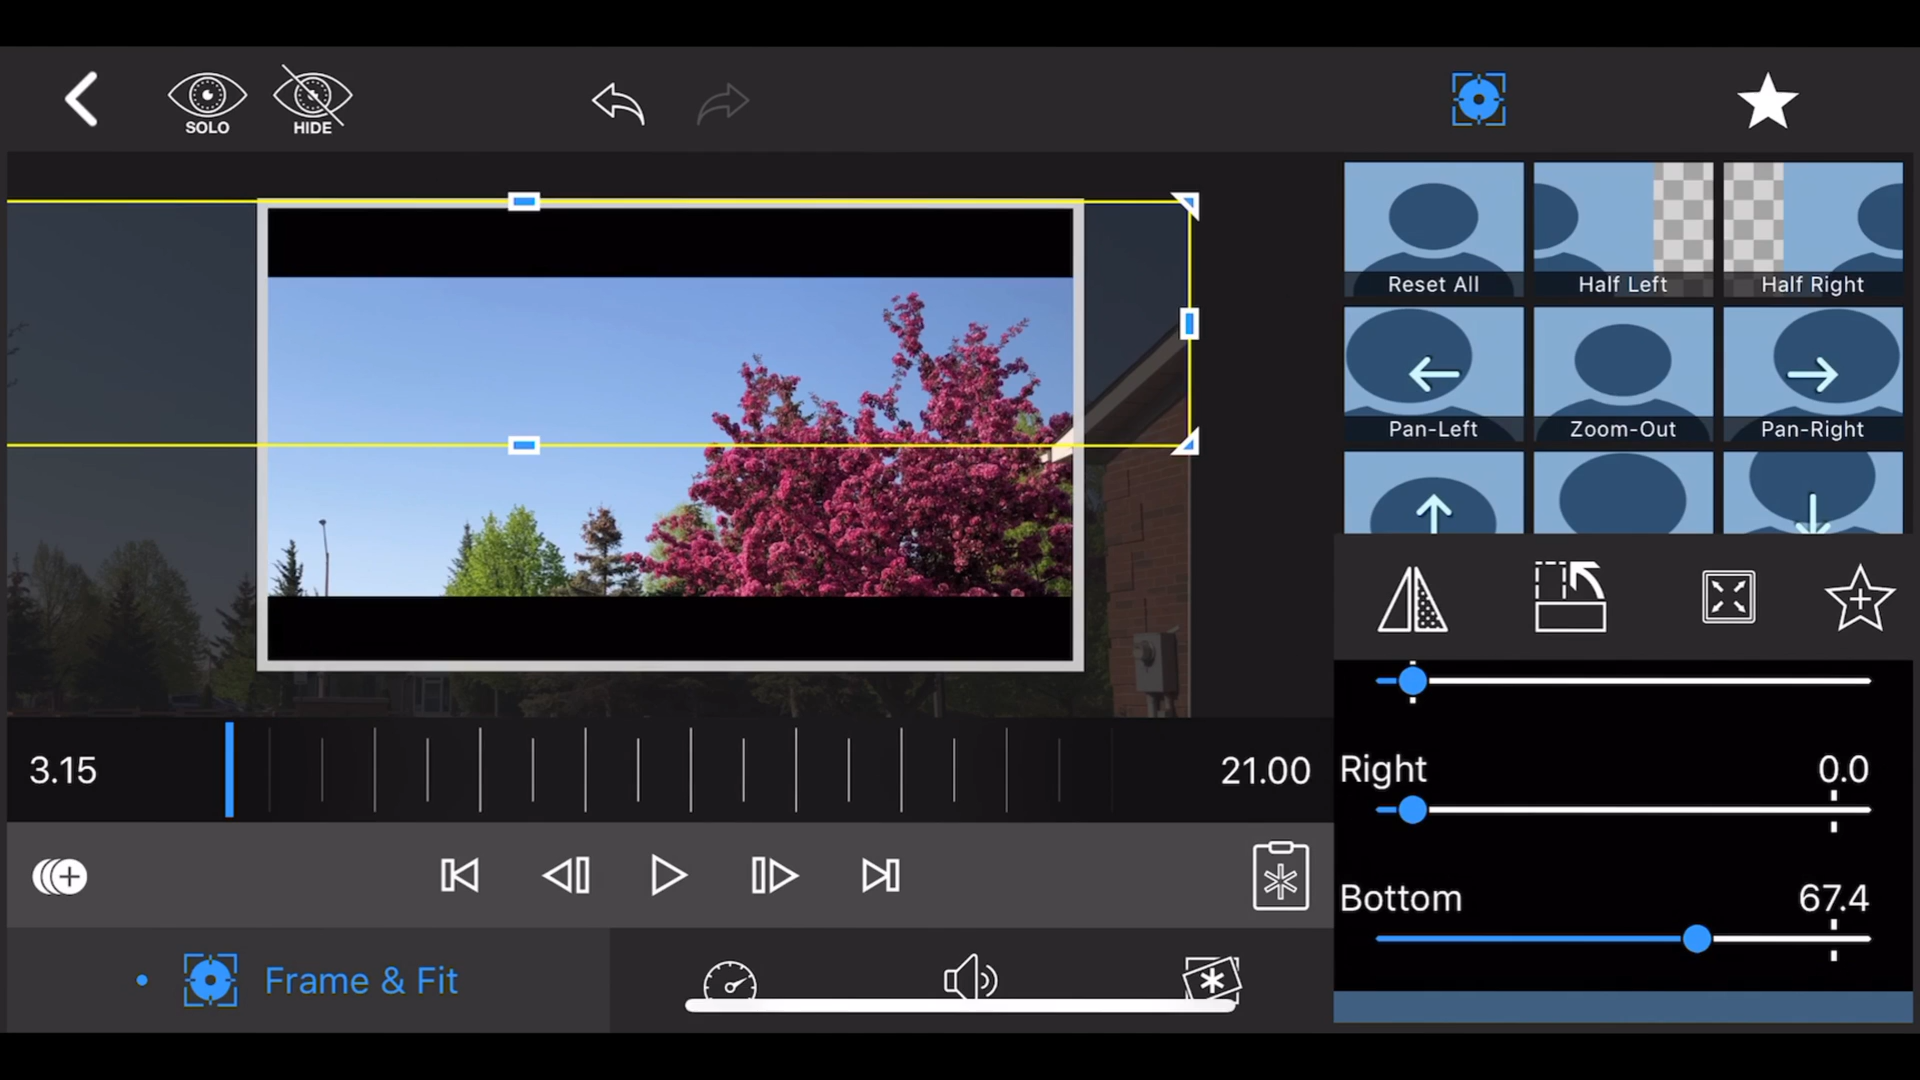 SOLO
HIDE
Reset All
Half Left
Half Right
Pan-Left
Zoom-Out
Pan-Right
3.15
21.00
Right
0.0
Bottom
67.4
Frame & Fit